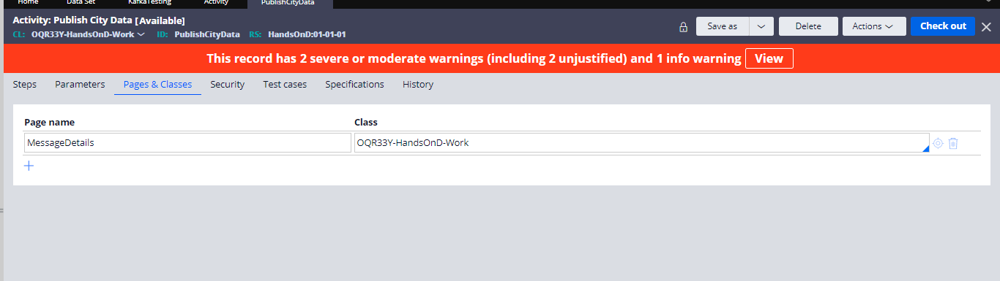 Home Data Set KafkaTesting Activity PublishCityData
Activity: Publish City Data [Available]
CL: OQR33Y-HandsOnD-Work ID: PublishCityData RS: HandsOnD:01-01-01
Save as Delete Actions Check out
This record has 2 severe or moderate warnings (including 2 unjustified) and 1 info warning View
Steps Parameters Pages & Classes Security Test cases Specifications History
Page name Class
MessageDetails OQR33Y-HandsOnD-Work